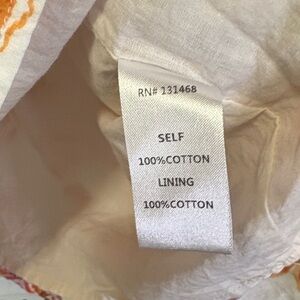 RN# 131468
SELF
100%COTTON
LINING
100%COTTON